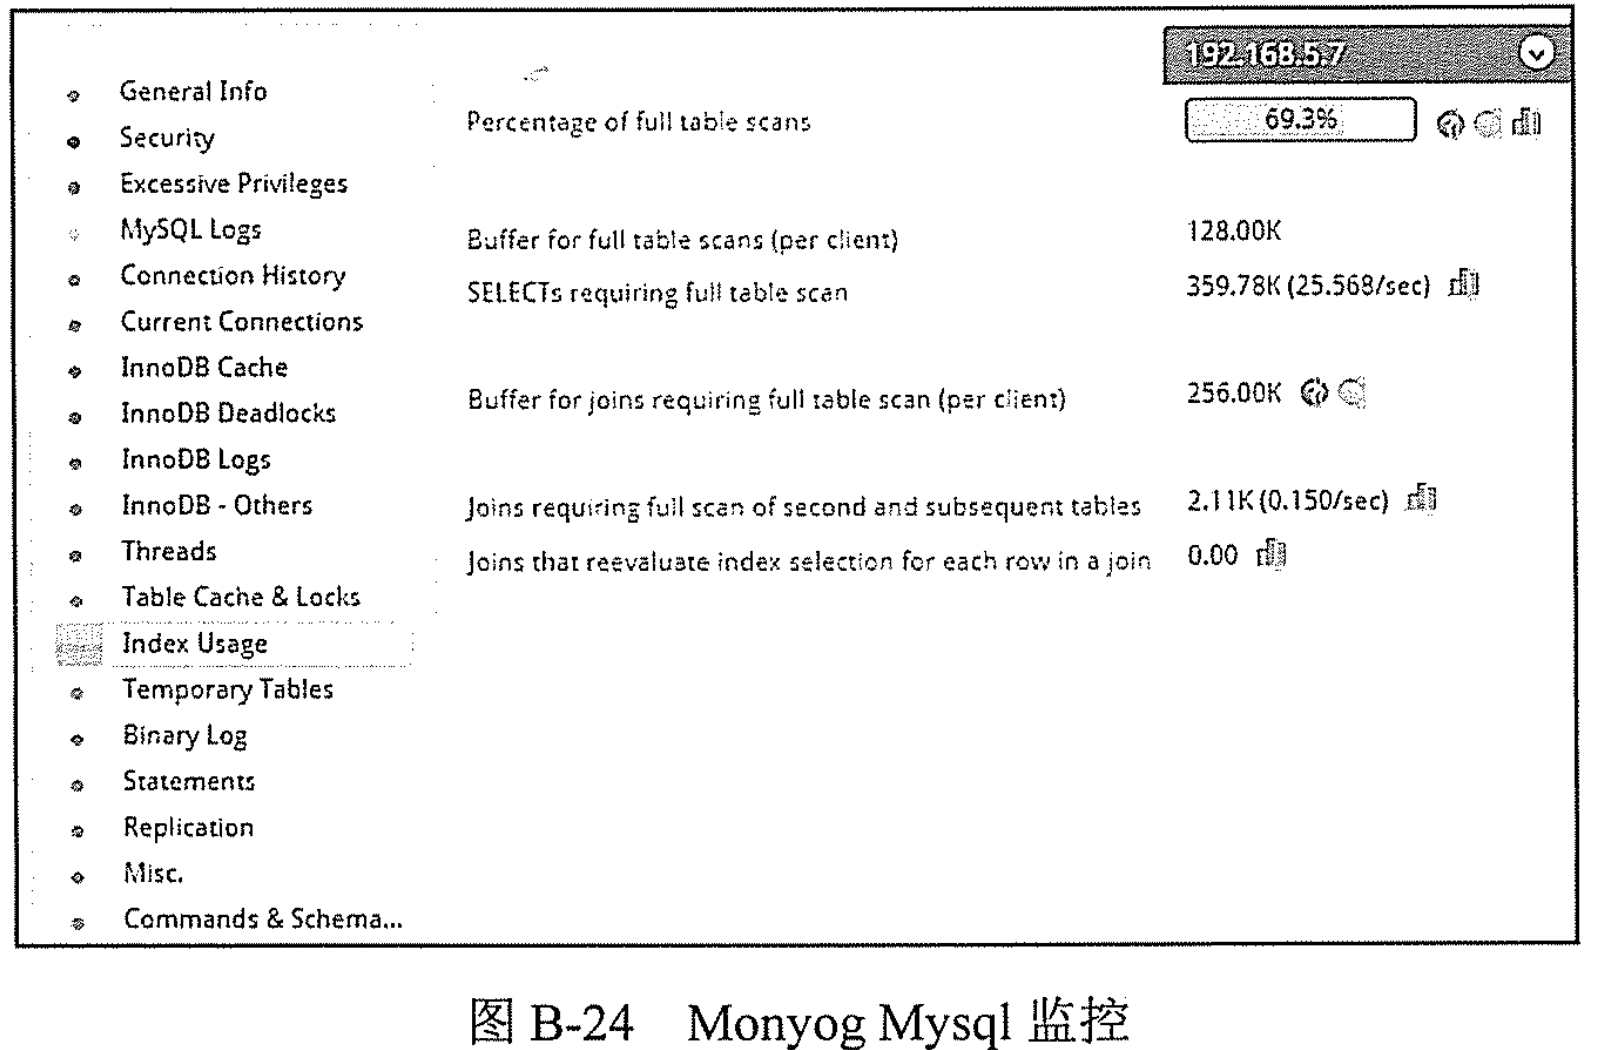 192.168.5.7
General Info
Security
Excessive Privileges
MySQL Logs
Connection History
Current Connections
InnoDB Cache
InnoDB Deadlocks
InnoDB Logs
InnoDB - Others
Threads
Table Cache & Locks
Index Usage
Temporary Tables
Binary Log
Statements
Replication
Misc.
Commands & Schema...
Percentage of full table scans 69.3%
Buffer for full table scans (per client) 128.00K
SELECTs requiring full table scan 359.78K (25.568/sec)
Buffer for joins requiring full table scan (per client) 256.00K
Joins requiring full scan of second and subsequent tables 2.11K (0.150/sec)
Joins that reevaluate index selection for each row in a join 0.00
图 B-24 Monyog Mysql 监控